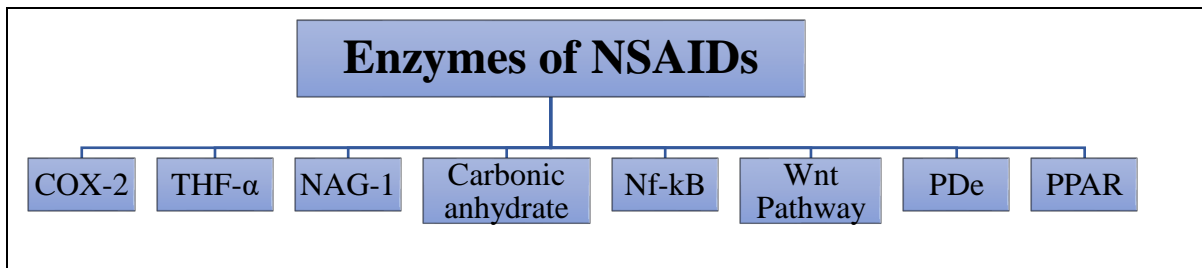 Enzymes of NSAIDs
COX-2
THF-α
NAG-1
Carbonic
anhydrate
Nf-kB
Wnt
Pathway
PDe
PPAR